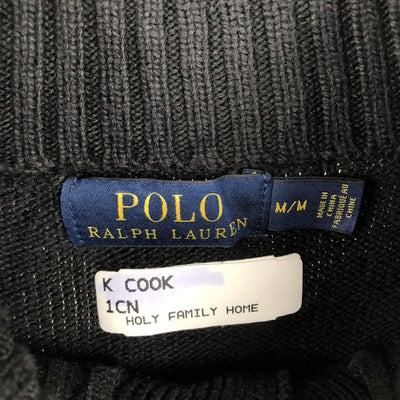 POLO
RALPH LAUREN
M/M
MADE IN
CHINA
FABRIQUÉ AU
CHINE
K COOK
1CN
HOLY FAMILY HOME